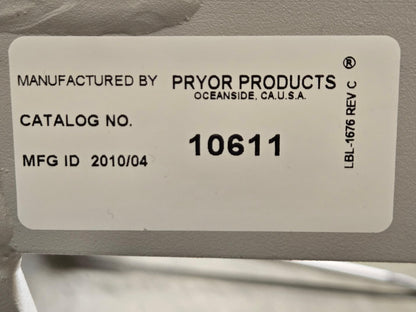 MANUFACTURED BY PRYOR PRODUCTS ®
OCEANSIDE, CA.U.S.A.
CATALOG NO. 10611
MFG ID 2010/04
LBL-1676 REV C